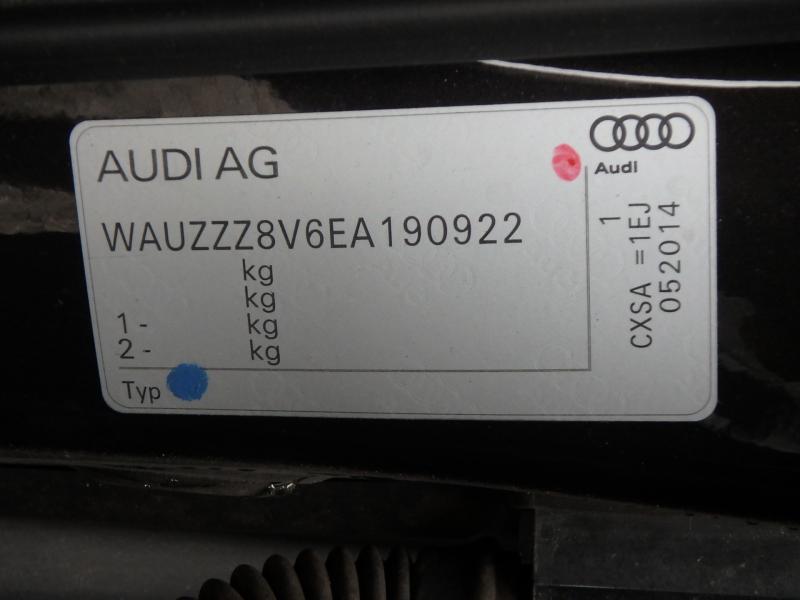 AUDI AG
Audi
WAUZZZ8V6EA190922
kg
kg
1 - kg
2 - kg
Typ
1
CXSA =1EJ
052014